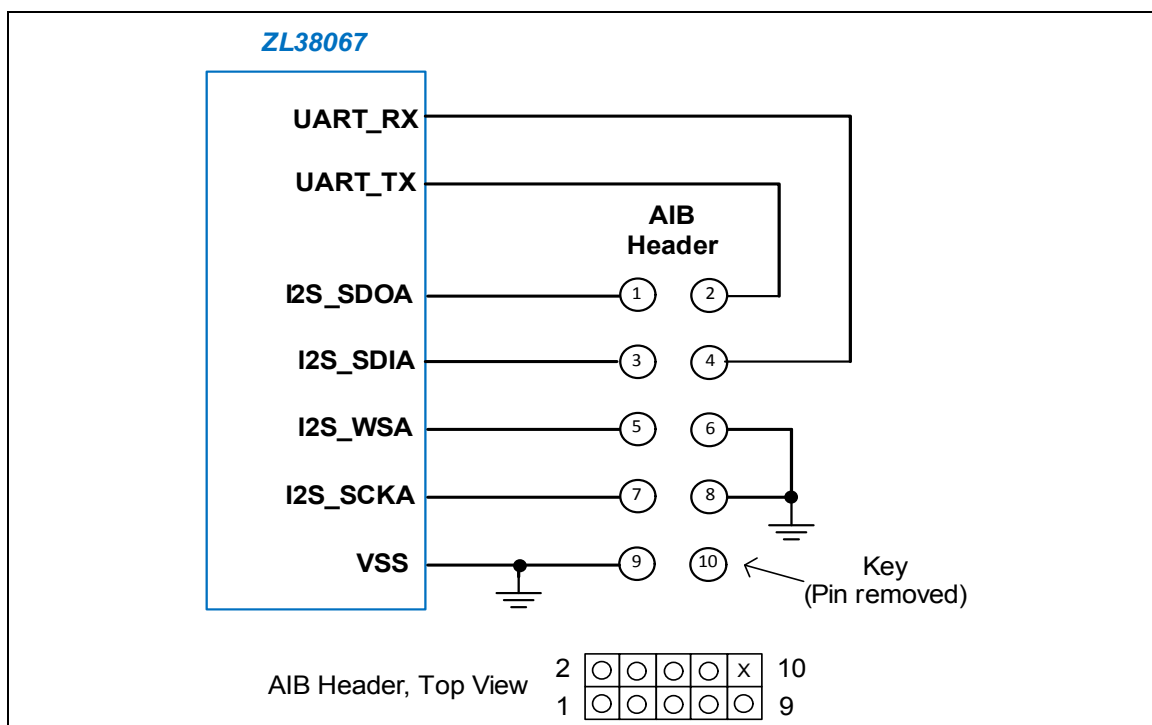 ZL38067
UART_RX
UART_TX
AIB
Header
I2S_SDOA 1 2
I2S_SDIA 3 4
I2S_WSA 5 6
I2S_SCKA 7 8
VSS 9 10
Key
(Pin removed)
AIB Header, Top View
2 X 10
1 9